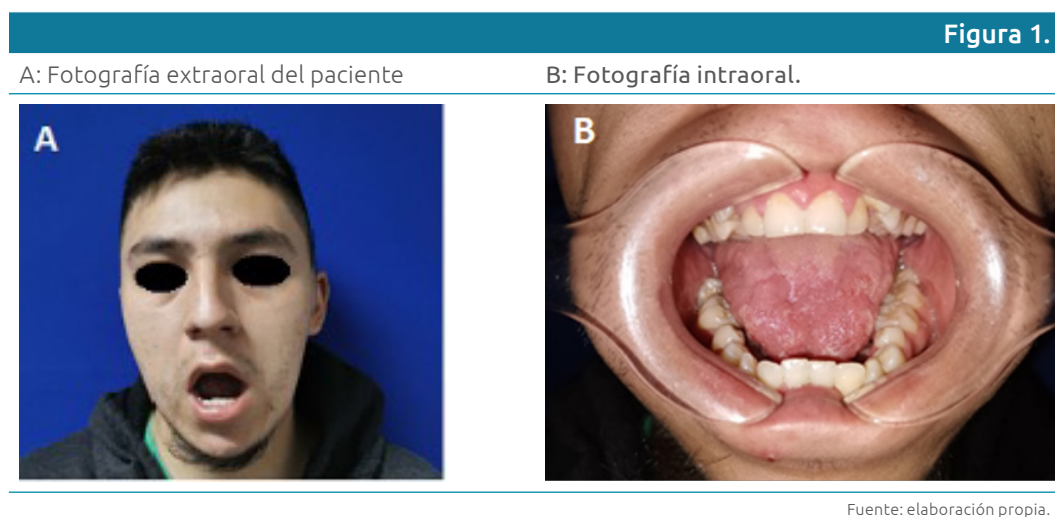 Figura 1.
A: Fotografía extraoral del paciente
B: Fotografía intraoral.
A
B
Fuente: elaboración propia.